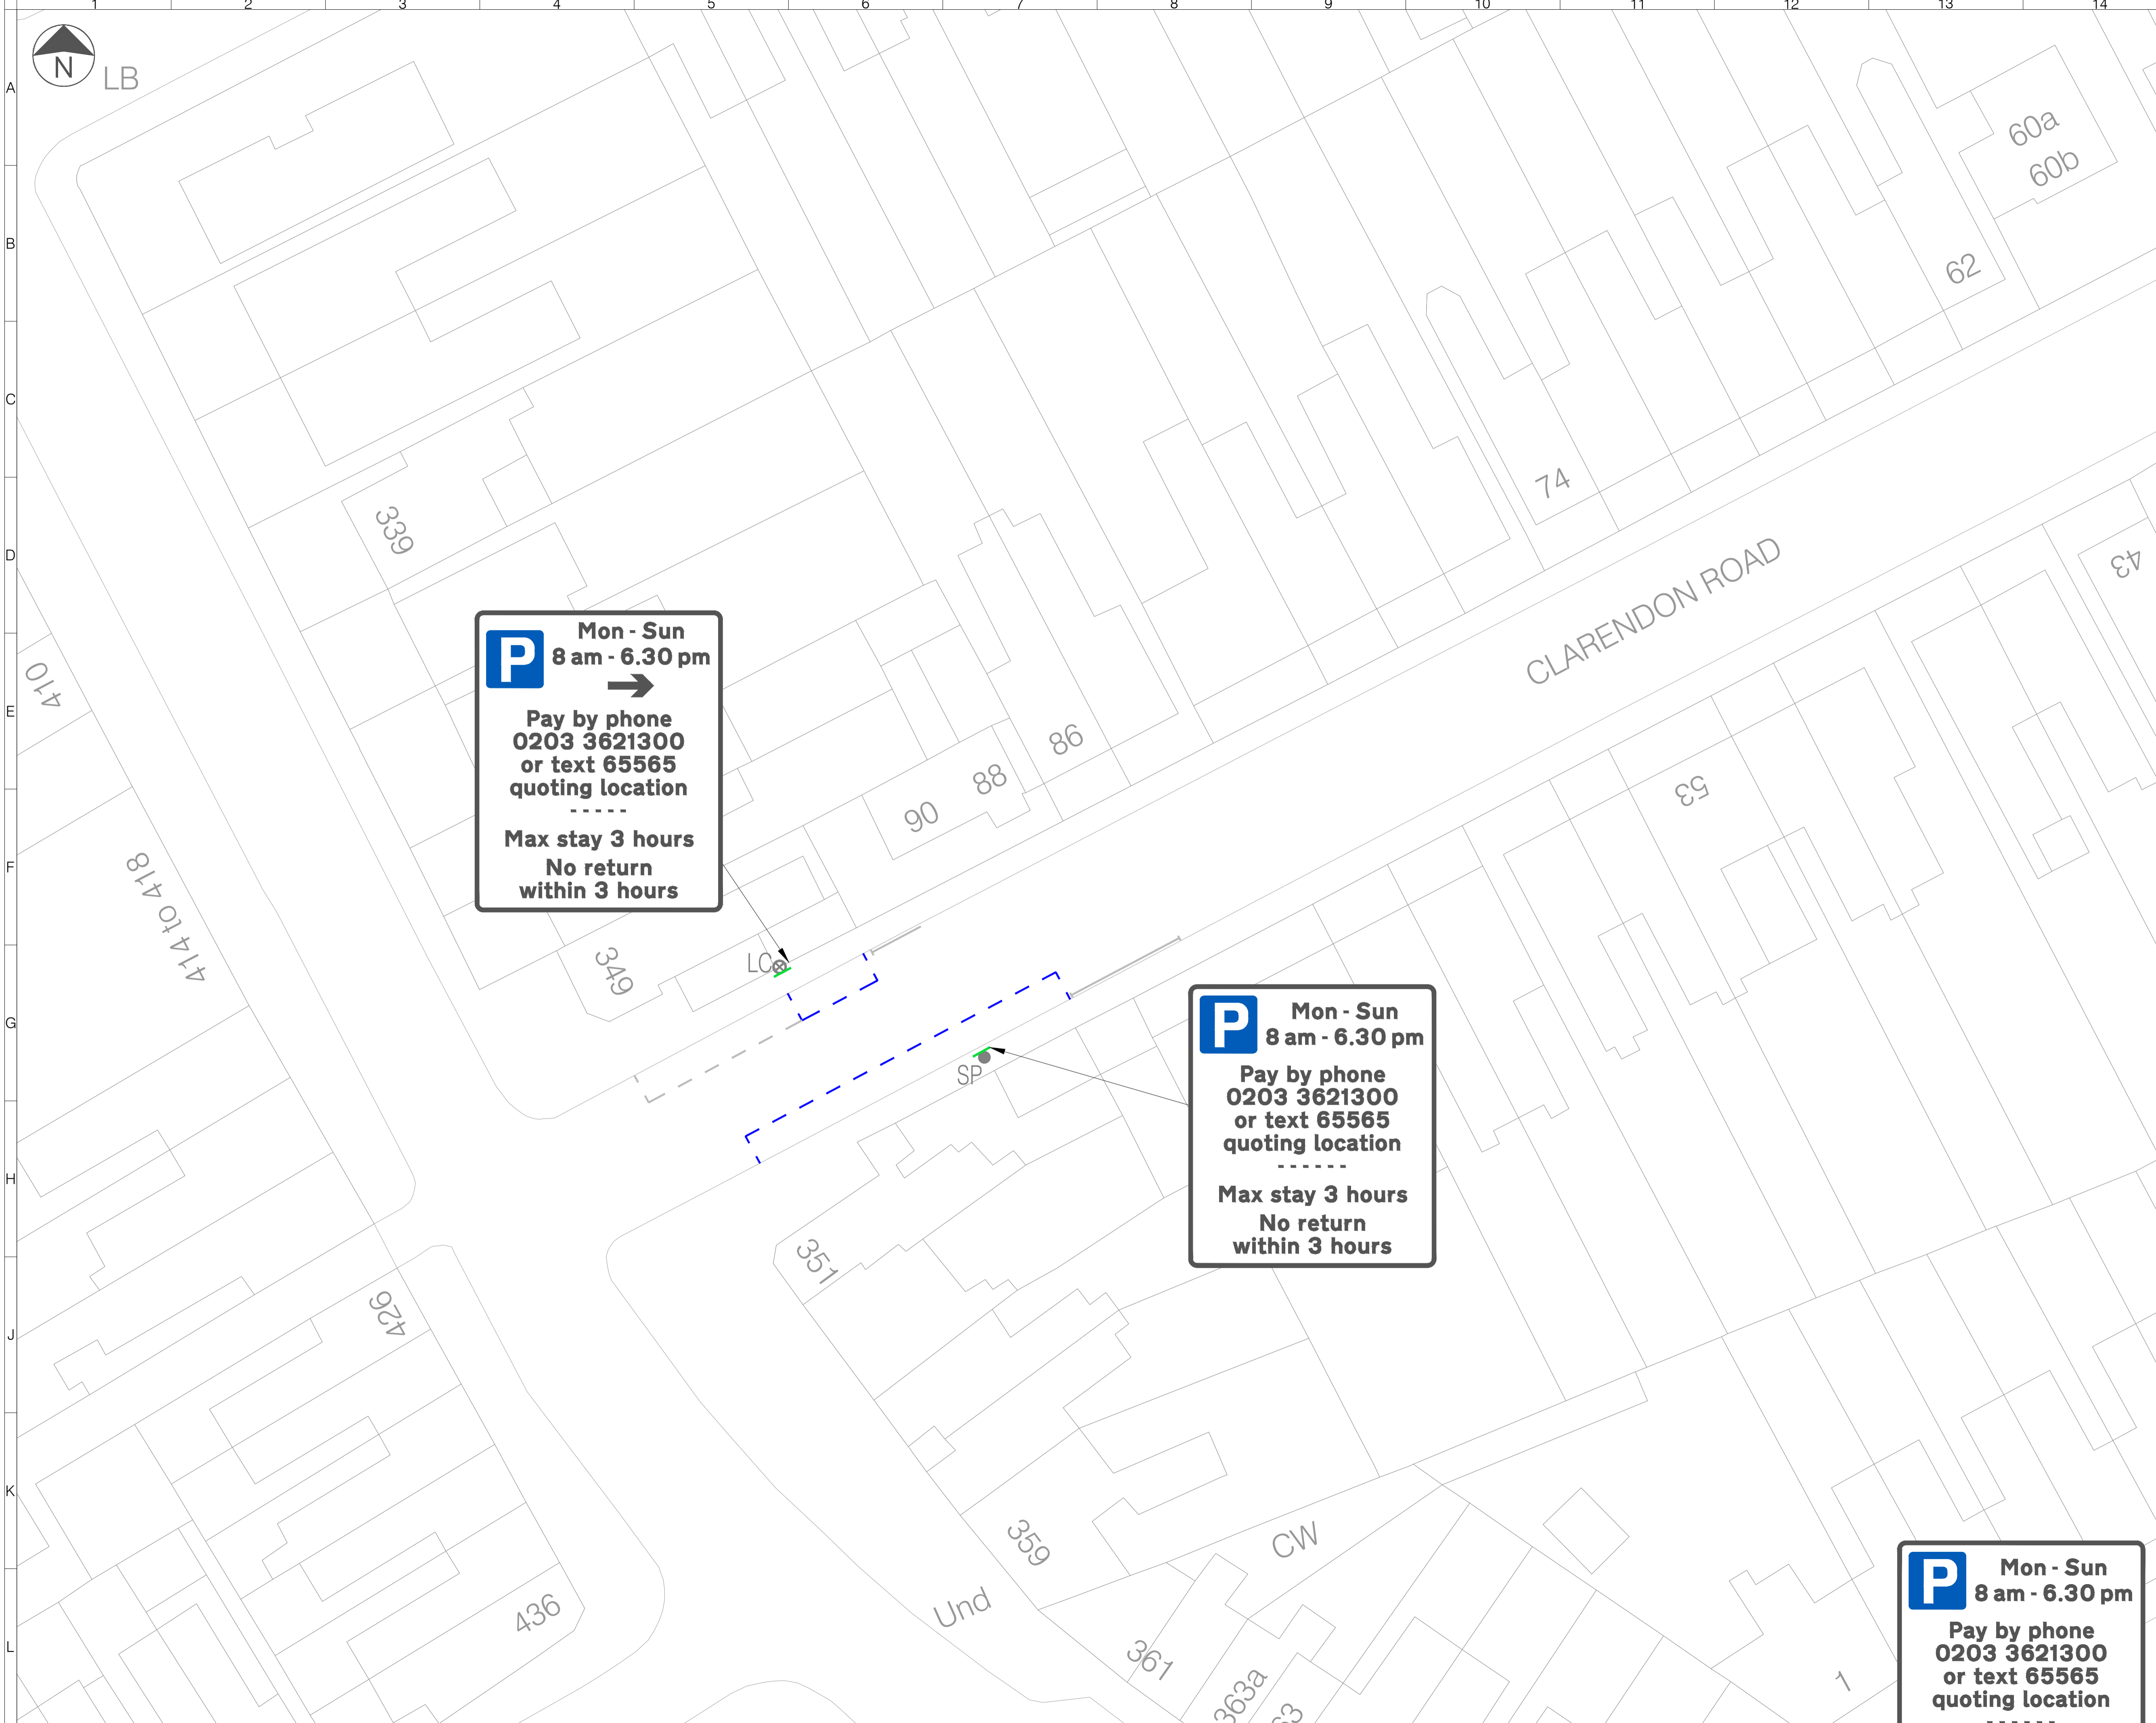 1 2 3 4 5 6 7 8 9 10 11 12 13 14
A
B
C
D
E
F
G
H
J
K
L
N
LB
60a
60b
62
74
CLARENDON ROAD
43
53
339
410
414 to 418
86
88
90
349
LC
SP
351
426
436
359
CW
Und
361
363a
1
P
Mon - Sun
8 am - 6.30 pm
Pay by phone
0203 3621300
or text 65565
quoting location
- - - - -
Max stay 3 hours
No return
within 3 hours
P
Mon - Sun
8 am - 6.30 pm
Pay by phone
0203 3621300
or text 65565
quoting location
- - - - - -
Max stay 3 hours
No return
within 3 hours
P
Mon - Sun
8 am - 6.30 pm
Pay by phone
0203 3621300
or text 65565
quoting location